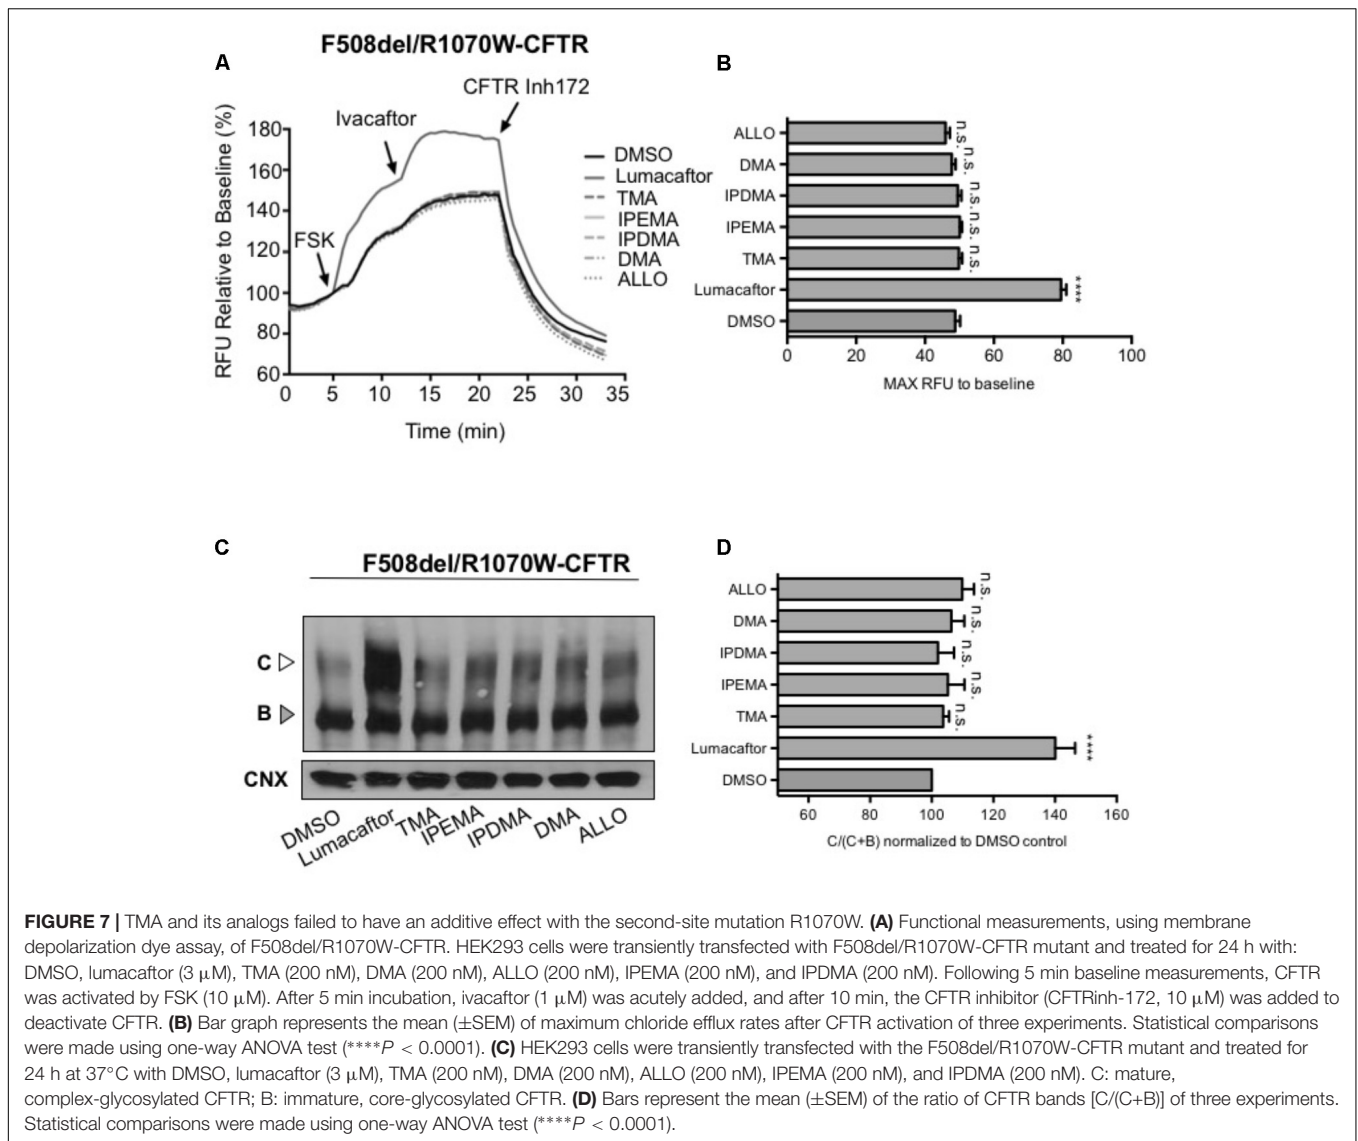 F508del/R1070W-CFTR
A
CFTR Inh172
Ivacaftor
FSK
RFU Relative to Baseline (%)
180
160
140
120
100
80
60
0 5 10 15 20 25 30 35
Time (min)
DMSO
Lumacaftor
TMA
IPEMA
IPDMA
DMA
ALLO
B
ALLO n.s.
DMA n.s.
IPDMA n.s.
IPEMA n.s.
TMA n.s.
Lumacaftor ****
DMSO
0 20 40 60 80 100
MAX RFU to baseline
C
F508del/R1070W-CFTR
C
B
CNX
DMSO Lumacaftor TMA IPEMA IPDMA DMA ALLO
D
ALLO n.s.
DMA n.s.
IPDMA n.s.
IPEMA n.s.
TMA n.s.
Lumacaftor ****
DMSO
60 80 100 120 140 160
C/(C+B) normalized to DMSO control
FIGURE 7 | TMA and its analogs failed to have an additive effect with the second-site mutation R1070W. (A) Functional measurements, using membrane
depolarization dye assay, of F508del/R1070W-CFTR. HEK293 cells were transiently transfected with F508del/R1070W-CFTR mutant and treated for 24 h with:
DMSO, lumacaftor (3 μM), TMA (200 nM), DMA (200 nM), ALLO (200 nM), IPEMA (200 nM), and IPDMA (200 nM). Following 5 min baseline measurements, CFTR
was activated by FSK (10 μM). After 5 min incubation, ivacaftor (1 μM) was acutely added, and after 10 min, the CFTR inhibitor (CFTRinh-172, 10 μM) was added to
deactivate CFTR. (B) Bar graph represents the mean (±SEM) of maximum chloride efflux rates after CFTR activation of three experiments. Statistical comparisons
were made using one-way ANOVA test (****P < 0.0001). (C) HEK293 cells were transiently transfected with the F508del/R1070W-CFTR mutant and treated for
24 h at 37°C with DMSO, lumacaftor (3 μM), TMA (200 nM), DMA (200 nM), ALLO (200 nM), IPEMA (200 nM), and IPDMA (200 nM). C: mature,
complex-glycosylated CFTR; B: immature, core-glycosylated CFTR. (D) Bars represent the mean (±SEM) of the ratio of CFTR bands [C/(C+B)] of three experiments.
Statistical comparisons were made using one-way ANOVA test (****P < 0.0001).